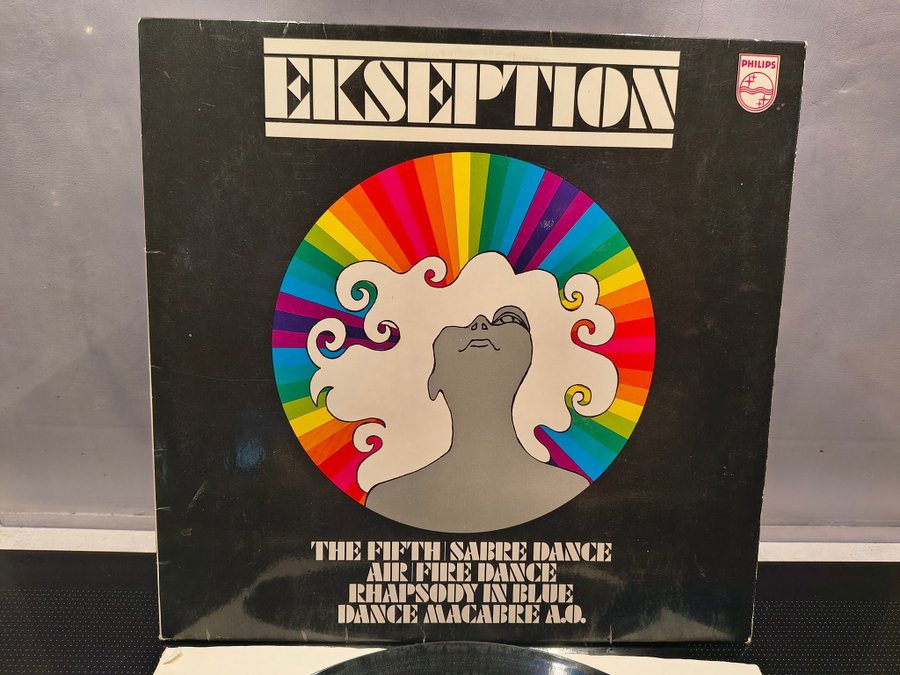 EKSEPTION
PHILIPS
THE FIFTH | SABRE DANCE
AIR | FIRE DANCE
RHAPSODY IN BLUE
DANCE MACABRE A.O.